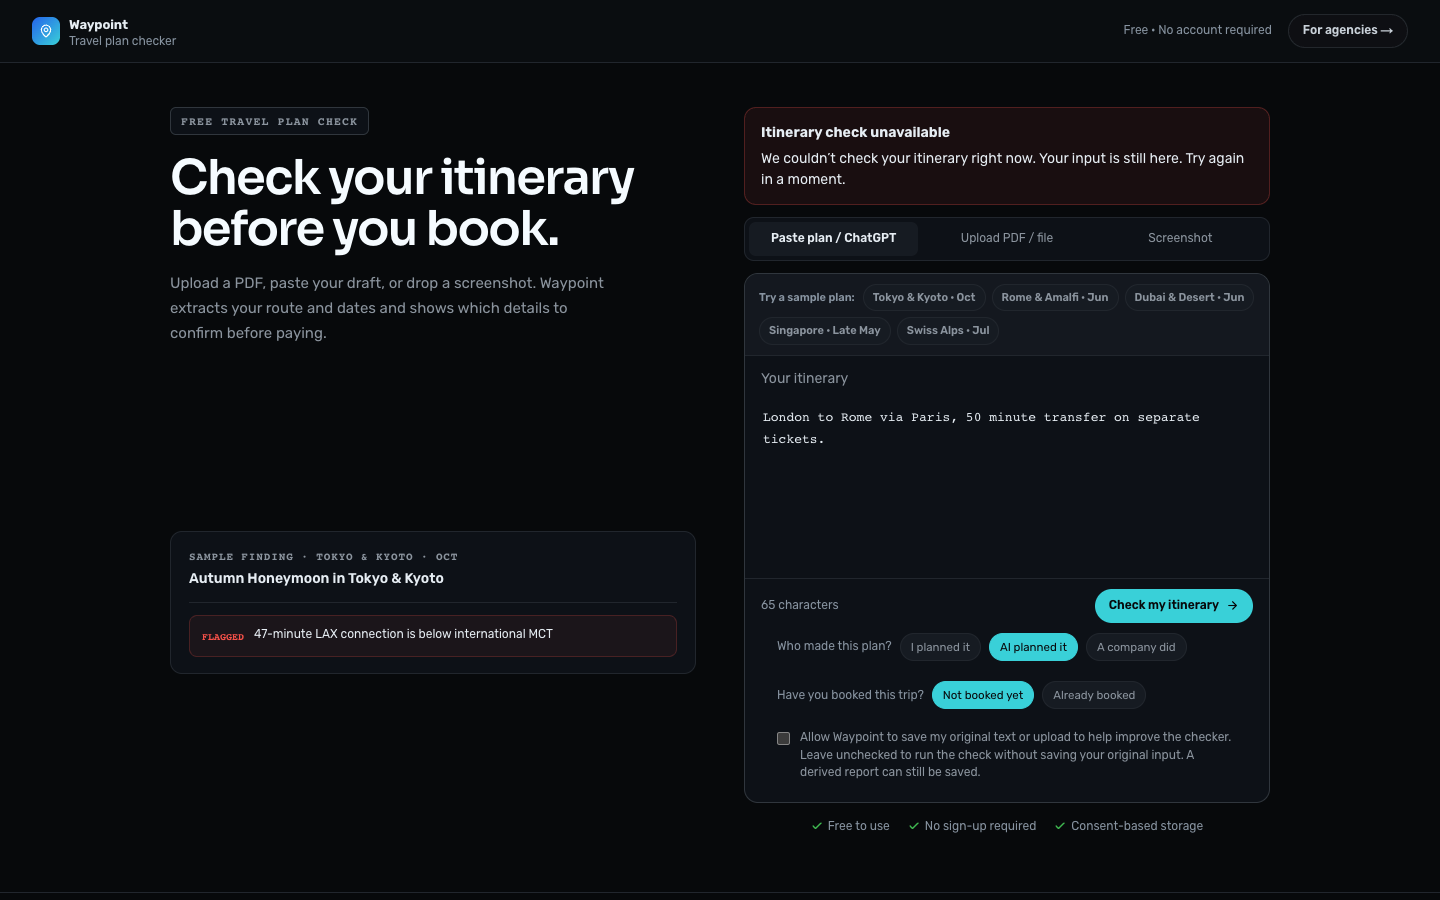 Waypoint
Travel plan checker
Free • No account required
For agencies →
FREE TRAVEL PLAN CHECK
Check your itinerary
before you book.
Upload a PDF, paste your draft, or drop a screenshot. Waypoint
extracts your route and dates and shows which details to
confirm before paying.
SAMPLE FINDING · TOKYO & KYOTO · OCT
Autumn Honeymoon in Tokyo & Kyoto
FLAGGED 47-minute LAX connection is below international MCT
Itinerary check unavailable
We couldn’t check your itinerary right now. Your input is still here. Try again
in a moment.
Paste plan / ChatGPT
Upload PDF / file
Screenshot
Try a sample plan: Tokyo & Kyoto • Oct Rome & Amalfi • Jun Dubai & Desert • Jun
Singapore • Late May Swiss Alps • Jul
Your itinerary
London to Rome via Paris, 50 minute transfer on separate
tickets.
65 characters
Check my itinerary →
Who made this plan? I planned it AI planned it A company did
Have you booked this trip? Not booked yet Already booked
Allow Waypoint to save my original text or upload to help improve the checker.
Leave unchecked to run the check without saving your original input. A
derived report can still be saved.
Free to use No sign-up required Consent-based storage